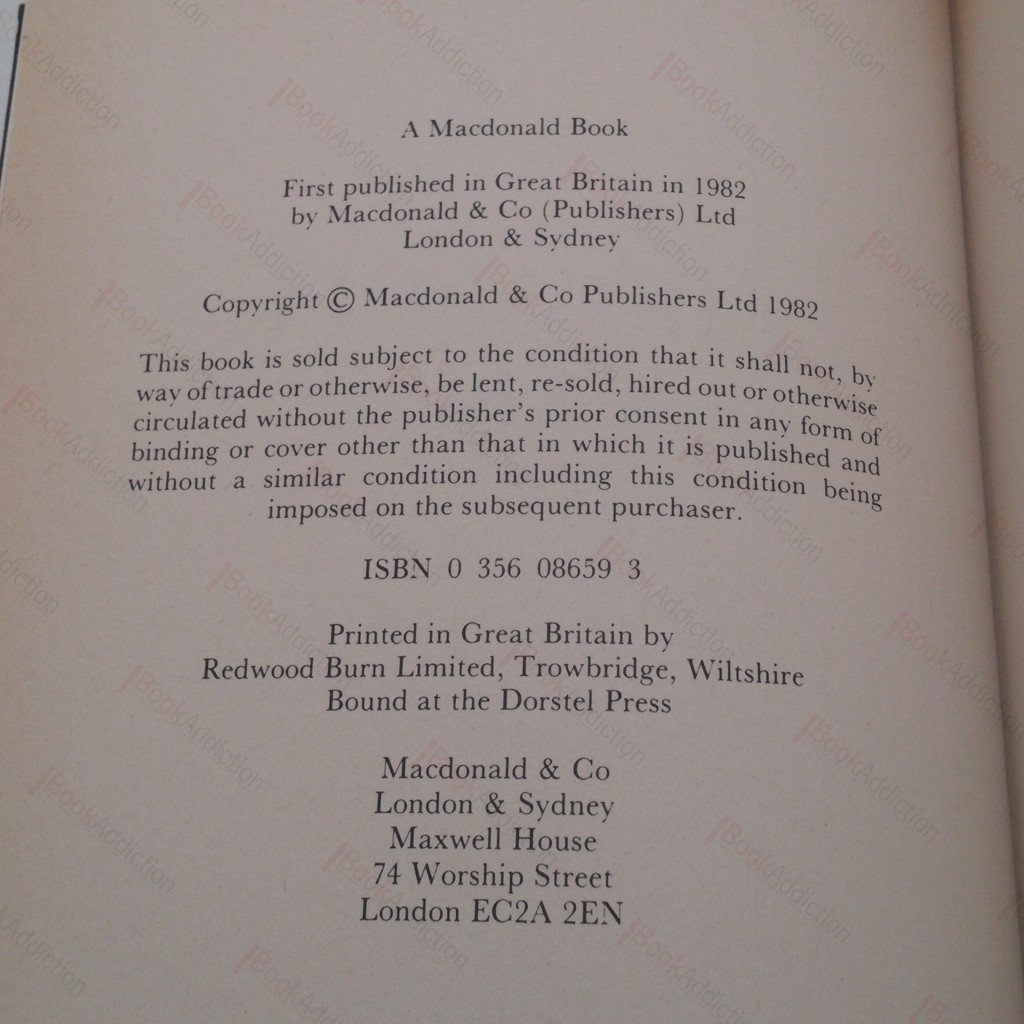 A Macdonald Book
First published in Great Britain in 1982
by Macdonald & Co (Publishers) Ltd
London & Sydney
Copyright © Macdonald & Co Publishers Ltd 1982
This book is sold subject to the condition that it shall not, by
way of trade or otherwise, be lent, re-sold, hired out or otherwise
circulated without the publisher's prior consent in any form of
binding or cover other than that in which it is published and
without a similar condition including this condition being
imposed on the subsequent purchaser.
ISBN 0 356 08659 3
Printed in Great Britain by
Redwood Burn Limited, Trowbridge, Wiltshire
Bound at the Dorstel Press
Macdonald & Co
London & Sydney
Maxwell House
74 Worship Street
London EC2A 2EN